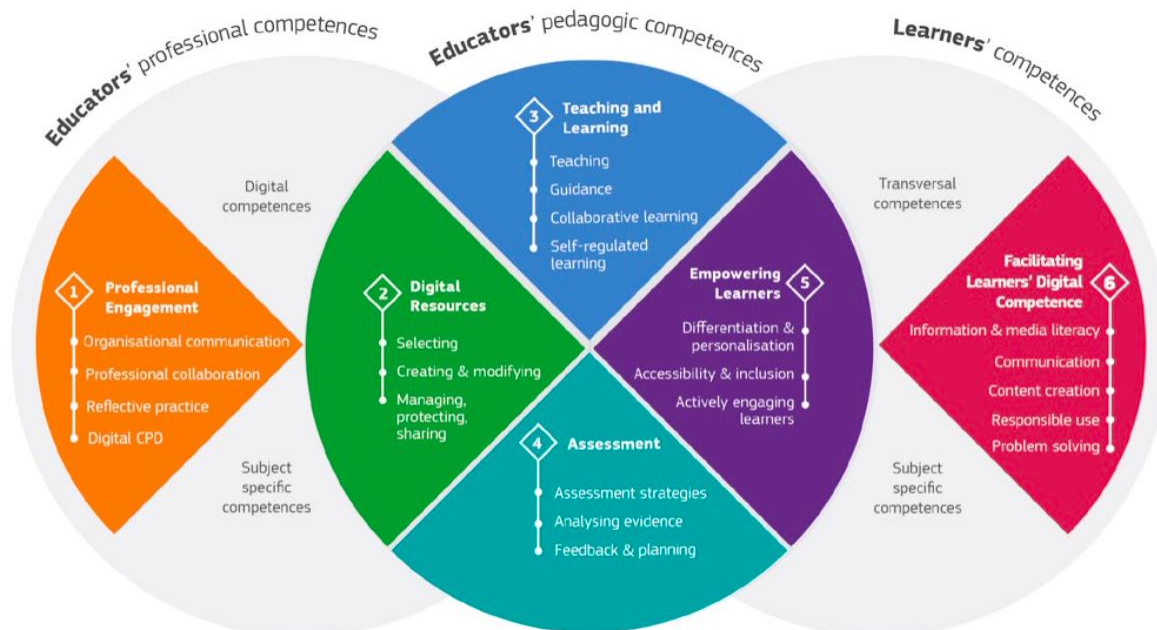 Educators' professional competences
Educators' pedagogic competences
Learners' competences
Digital
competences
Subject
specific
competences
1
Professional
Engagement
Organisational communication
Professional collaboration
Reflective practice
Digital CPD
2
Digital
Resources
Selecting
Creating & modifying
Managing,
protecting,
sharing
3
Teaching and
Learning
Teaching
Guidance
Collaborative learning
Self-regulated
learning
4
Assessment
Assessment strategies
Analysing evidence
Feedback & planning
Empowering
Learners
5
Differentiation &
personalisation
Accessibility & inclusion
Actively engaging
learners
Transversal
competences
Subject
specific
competences
Facilitating
Learners' Digital
Competence
6
Information & media literacy
Communication
Content creation
Responsible use
Problem solving